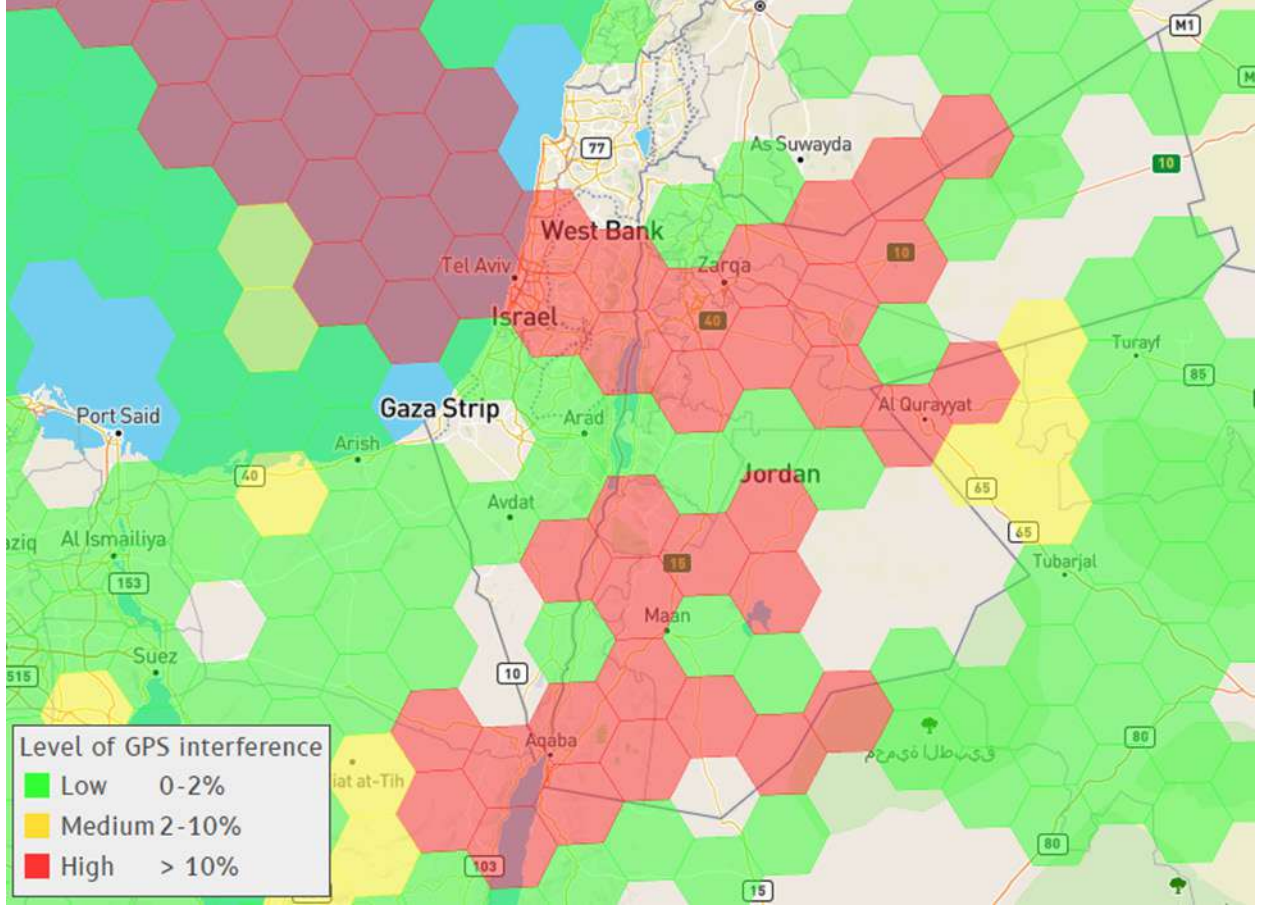 M1
77
As Suwayda
10
West Bank
Tel Aviv
Zarqa
10
Israel
40
Turayf
85
Gaza Strip
Al Qurayyat
Port Said
Arad
Arish
40
Jordan
65
Avdat
65
Al Ismailiya
aziq
15
Tubarjal
153
Maan
Suez
515
10
Level of GPS interference
Low 0-2%
Medium 2-10%
High > 10%
Aqaba
80
محمية الطبيق
iat at-Tih
80
103
15